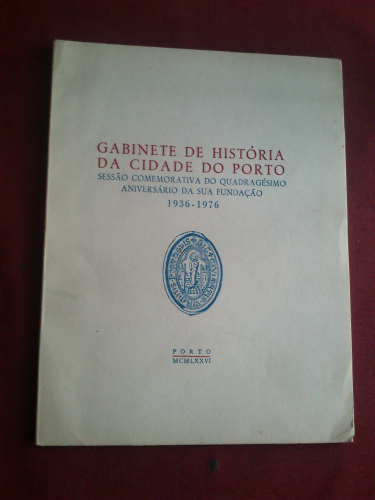 GABINETE DE HISTÓRIA
DA CIDADE DO PORTO
SESSÃO COMEMORATIVA DO QUADRAGÉSIMO
ANIVERSÁRIO DA SUA FUNDAÇÃO
1936-1976
PORTO
MCMLXXVI